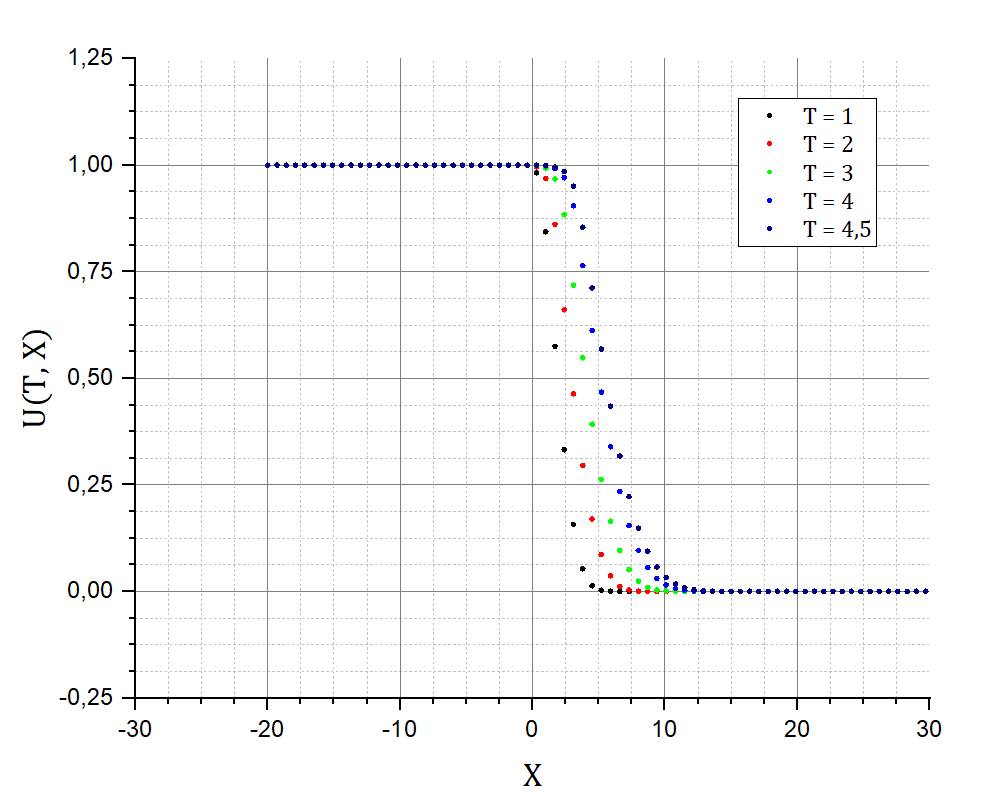 1,25
1,00
0,75
0,50
0,25
0,00
-0,25
-30
-20
-10
0
10
20
30
U(T, X)
X
T = 1
T = 2
T = 3
T = 4
T = 4,5